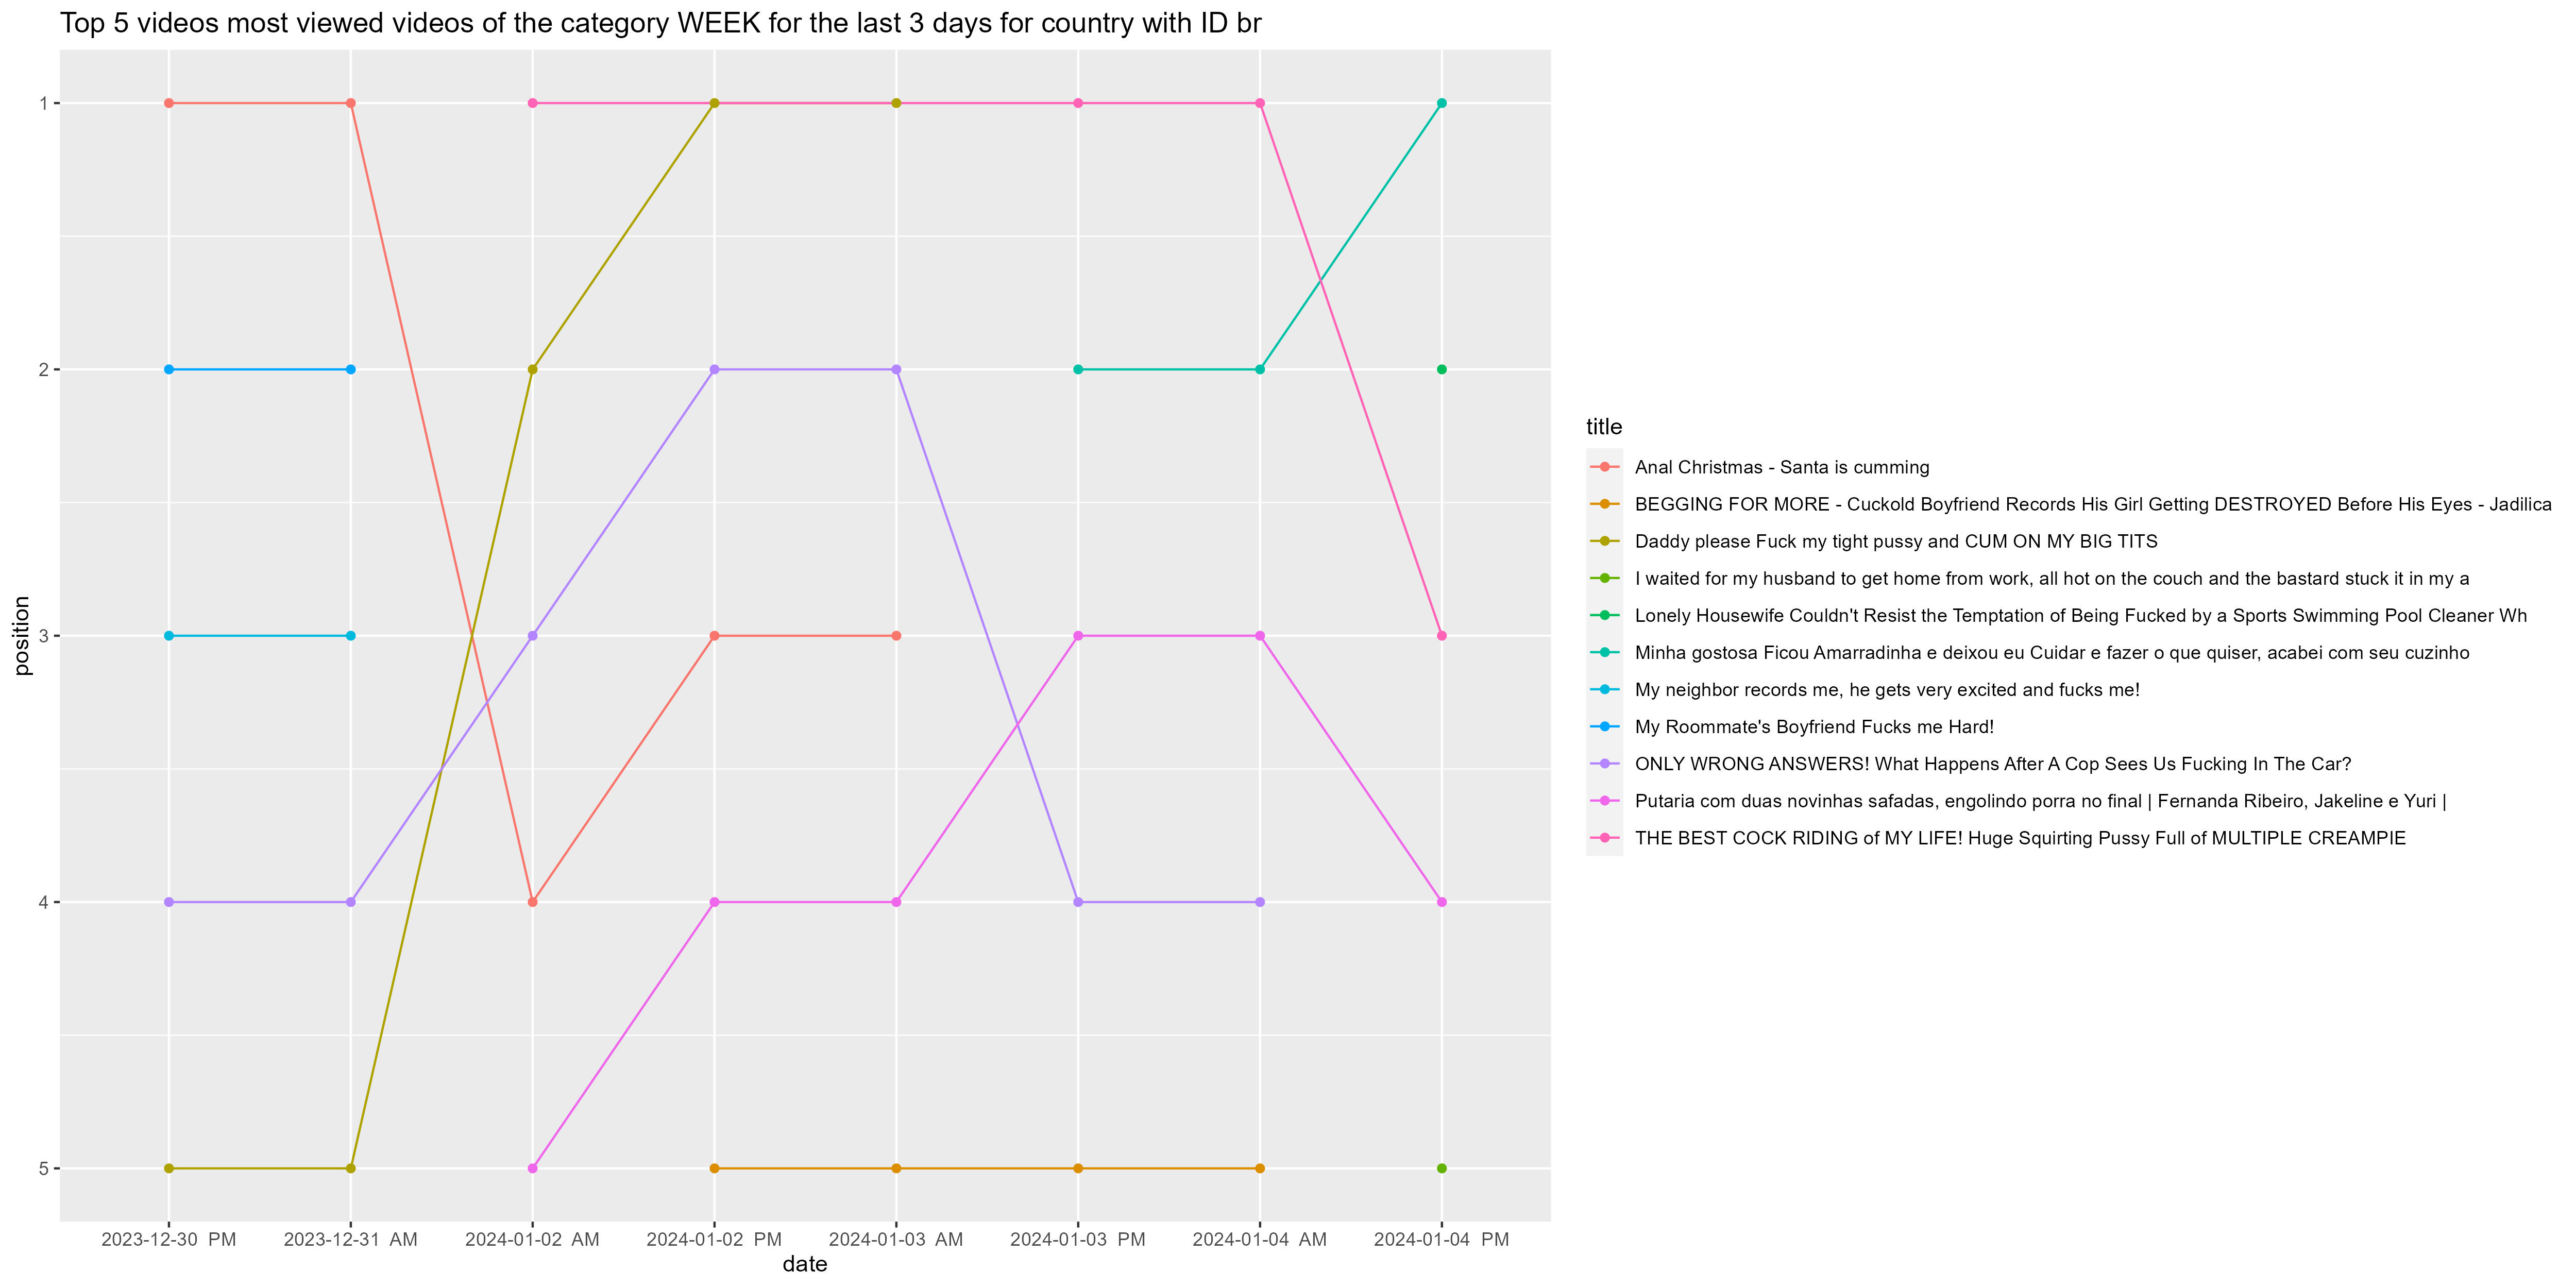 Top 5 videos most viewed videos of the category WEEK for the last 3 days for country with ID br
position
1
2
3
4
5
2023-12-30 PM
2023-12-31 AM
2024-01-02 AM
2024-01-02 PM
2024-01-03 AM
2024-01-03 PM
2024-01-04 AM
2024-01-04 PM
date
title
Anal Christmas - Santa is cumming
BEGGING FOR MORE - Cuckold Boyfriend Records His Girl Getting DESTROYED Before His Eyes - Jadilica
Daddy please Fuck my tight pussy and CUM ON MY BIG TITS
I waited for my husband to get home from work, all hot on the couch and the bastard stuck it in my a
Lonely Housewife Couldn't Resist the Temptation of Being Fucked by a Sports Swimming Pool Cleaner Wh
Minha gostosa Ficou Amarradinha e deixou eu Cuidar e fazer o que quiser, acabei com seu cuzinho
My neighbor records me, he gets very excited and fucks me!
My Roommate's Boyfriend Fucks me Hard!
ONLY WRONG ANSWERS! What Happens After A Cop Sees Us Fucking In The Car?
Putaria com duas novinhas safadas, engolindo porra no final | Fernanda Ribeiro, Jakeline e Yuri |
THE BEST COCK RIDING of MY LIFE! Huge Squirting Pussy Full of MULTIPLE CREAMPIE